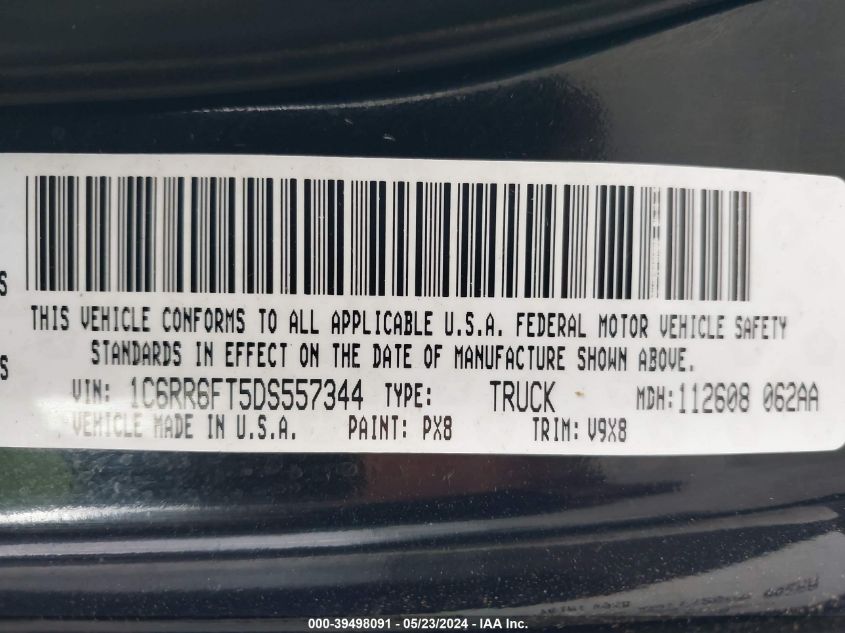 THIS VEHICLE CONFORMS TO ALL APPLICABLE U.S.A. FEDERAL MOTOR VEHICLE SAFETY
STANDARDS IN EFFECT ON THE DATE OF MANUFACTURE SHOWN ABOVE.
VIN: 1C6RR6FT5DS557344 TYPE: TRUCK MDH:112608 062AA
VEHICLE MADE IN U.S.A. PAINT: PX8 TRIM: V9X8
S
S
000-39498091 - 05/23/2024 - IAA Inc.